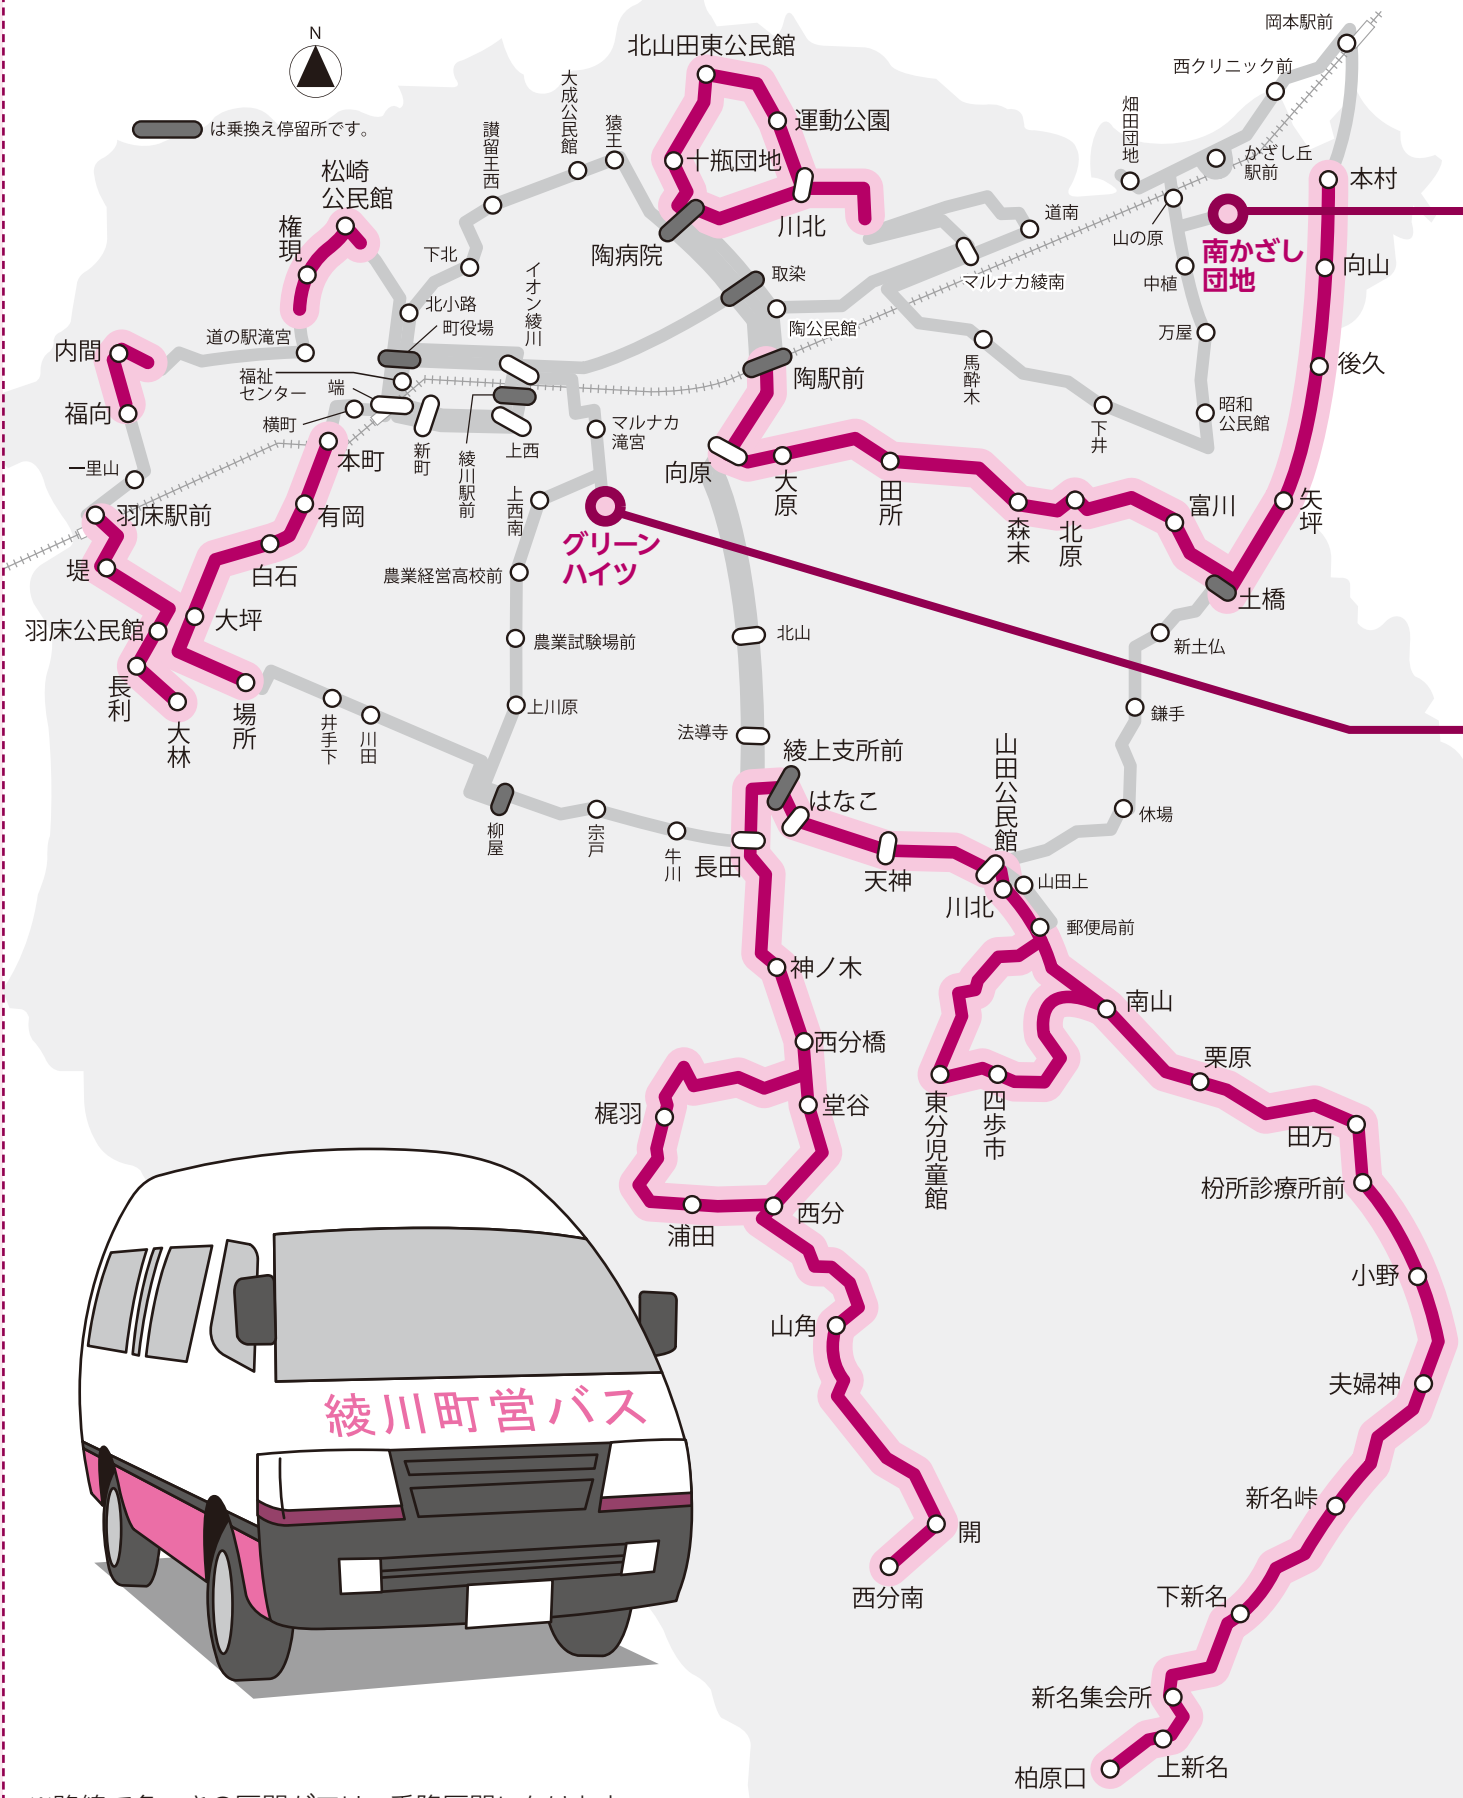 N
は乗換え停留所です。
北山田東公民館
運動公園
十瓶団地
川北
陶病院
大成公民館
猿王
讃留王西
下北
北小路
町役場
イオン綾川
松崎
公民館
権現
道の駅滝宮
内間
福向
一里山
福祉
センター
端
横町
本町
新町
綾川駅前
上西
マルナカ
滝宮
上西南
取染
陶公民館
陶駅前
向原
大原
田所
森末
北原
富川
土橋
矢坪
後久
向山
本村
岡本駅前
西クリニック前
畑田団地
かざし丘
駅前
山の原
南かざし
団地
中植
万屋
昭和
公民館
道南
マルナカ綾南
馬酔木
下井
羽床駅前
堤
羽床公民館
長利
大林
有岡
白石
大坪
場所
井手下
川田
グリーン
ハイツ
農業経営高校前
農業試験場前
上川原
柳屋
宗戸
牛川
長田
北山
法導寺
綾上支所前
はなこ
天神
山田公民館
川北
山田上
郵便局前
新土仏
鎌手
休場
神ノ木
西分橋
堂谷
梶羽
浦田
西分
山角
開
西分南
東分児童館
四歩市
南山
栗原
田万
枌所診療所前
小野
夫婦神
新名峠
下新名
新名集会所
上新名
柏原口
綾川町営バス